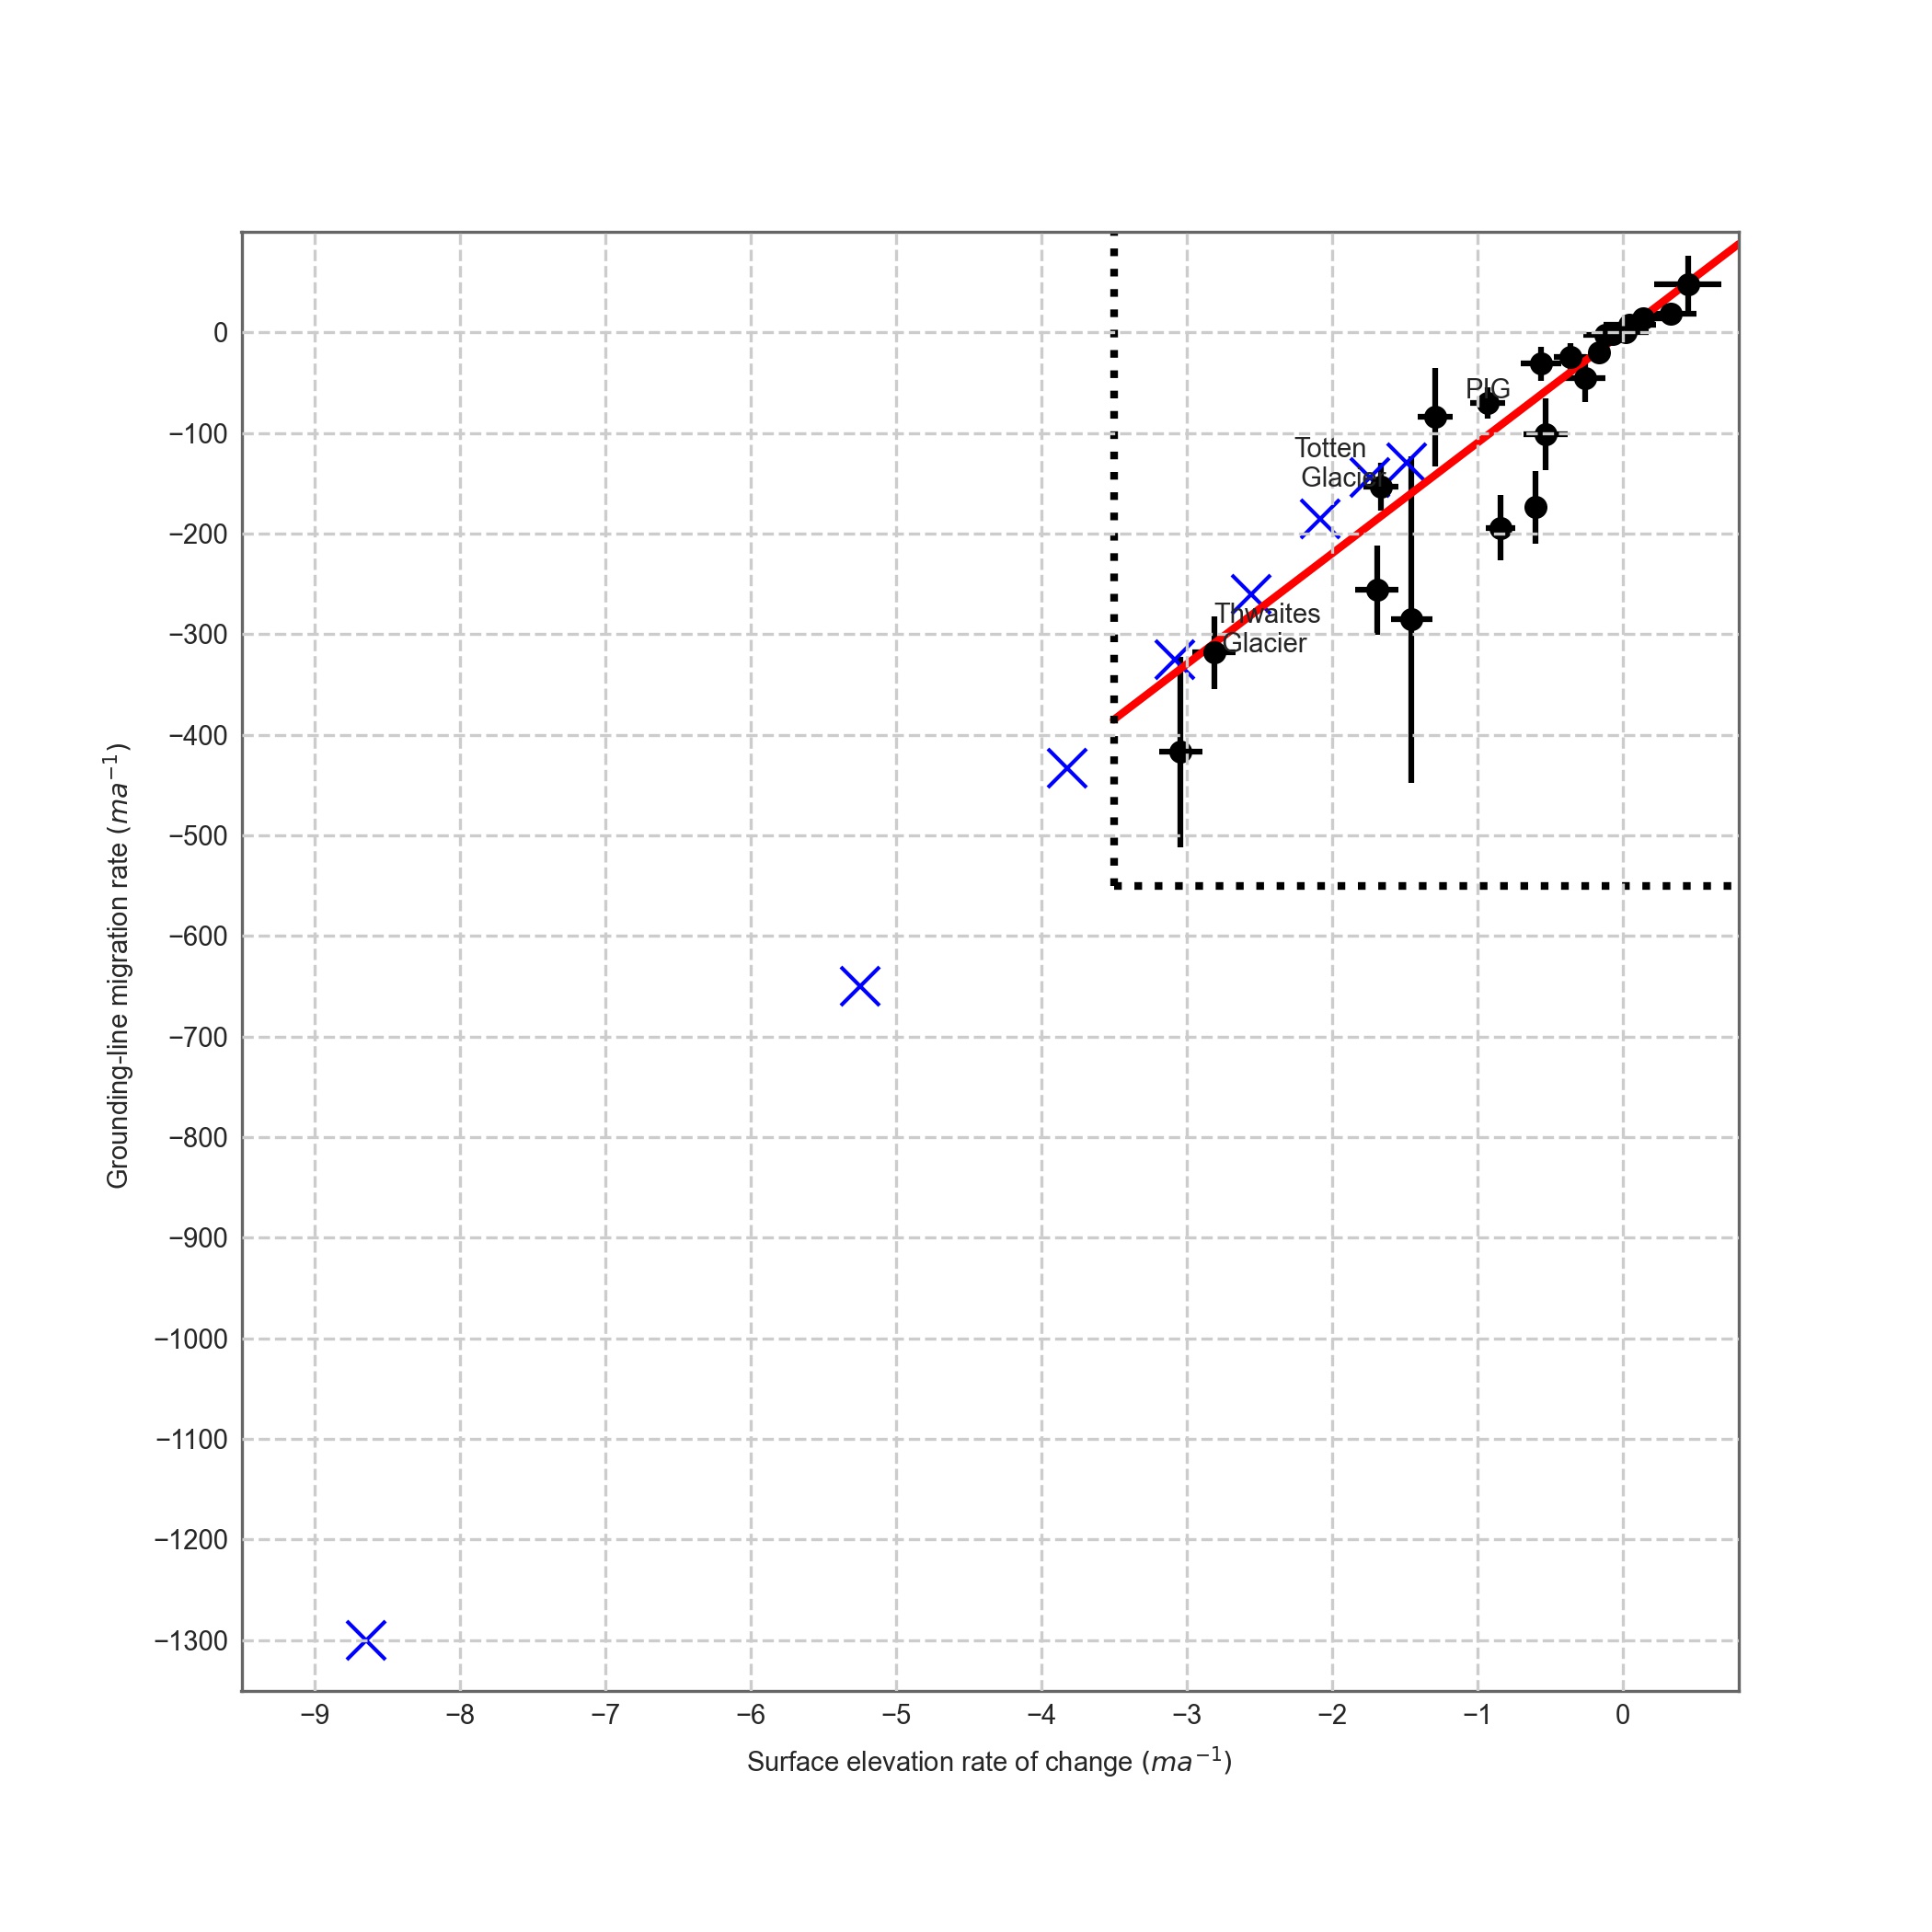 0
−100
−200
−300
−400
−500
−600
−700
−800
−900
−1000
−1100
−1200
−1300
Grounding-line migration rate (ma⁻¹)
PIG
Totten
Glacier
Thwaites
Glacier
−9 −8 −7 −6 −5 −4 −3 −2 −1 0
Surface elevation rate of change (ma⁻¹)